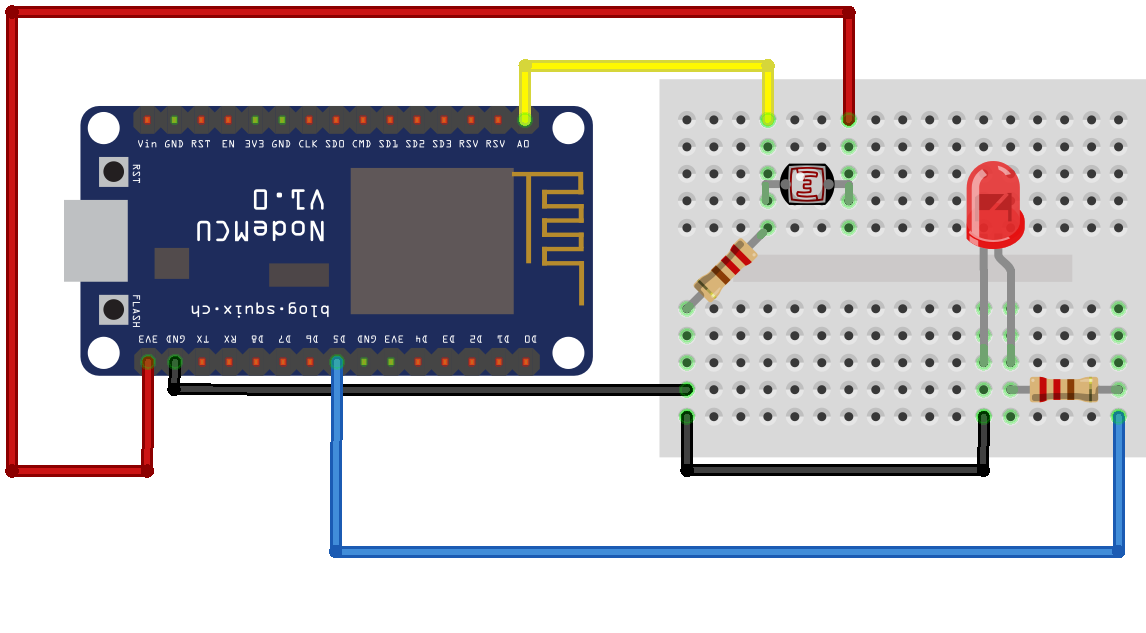 Vin GND RST EN 3V3 GND CLK SD0 CMD SD1 SD2 SD3 RSV RSV A0
RST
NodeMCU
V1.0
blog.squix.ch
FLASH
3V3 GND TX RX D8 D7 D6 D5 GND 3V3 D4 D3 D2 D1 D0